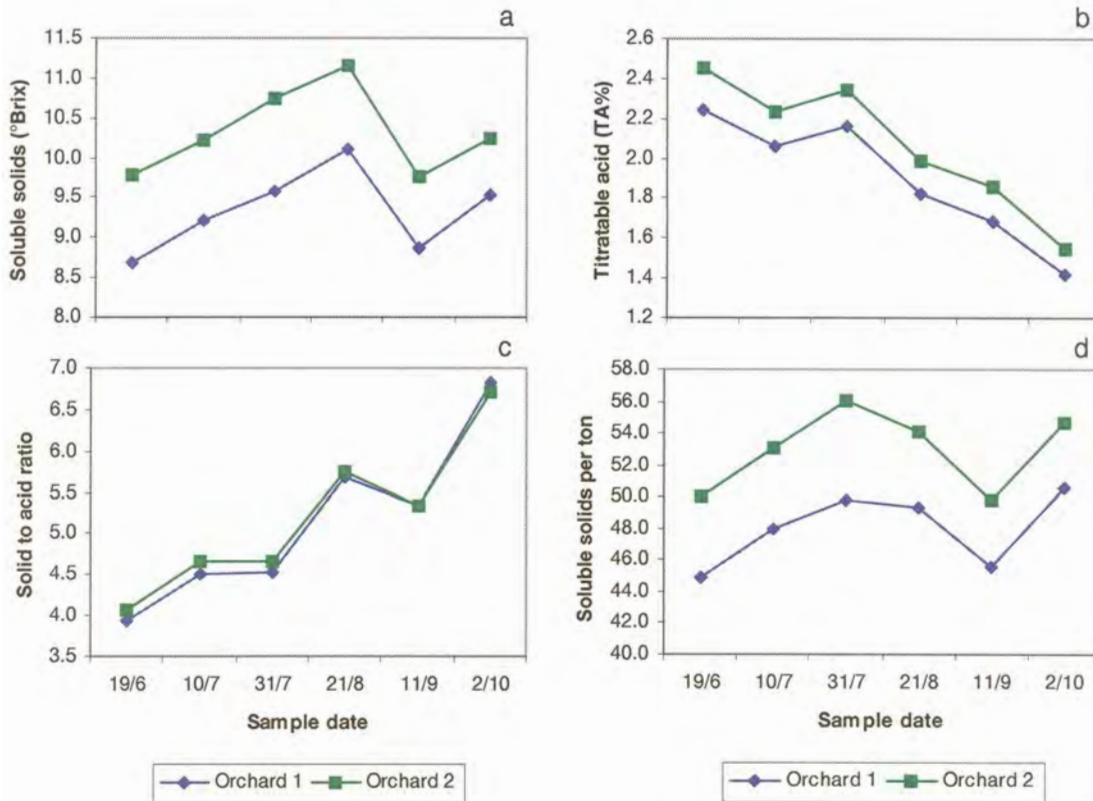 a
Soluble solids (°Brix)
11.5
11.0
10.5
10.0
9.5
9.0
8.5
8.0
b
Titratable acid (TA%)
2.6
2.4
2.2
2.0
1.8
1.6
1.4
1.2
c
Solid to acid ratio
7.0
6.5
6.0
5.5
5.0
4.5
4.0
3.5
19/6 10/7 31/7 21/8 11/9 2/10
Sample date
Orchard 1 Orchard 2
d
Soluble solids per ton
58.0
56.0
54.0
52.0
50.0
48.0
46.0
44.0
42.0
40.0
19/6 10/7 31/7 21/8 11/9 2/10
Sample date
Orchard 1 Orchard 2